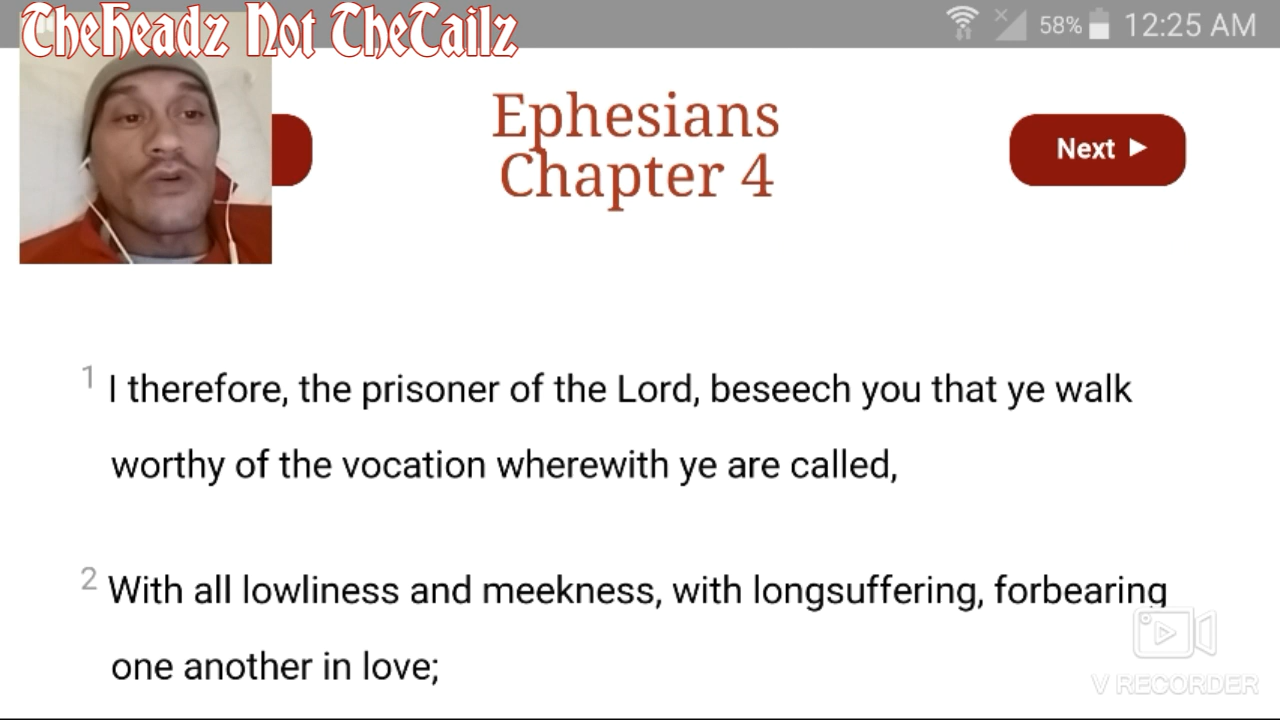 TheHeadz Not TheTailz
58% 12:25 AM
Ephesians
Chapter 4
Next
1 I therefore, the prisoner of the Lord, beseech you that ye walk
worthy of the vocation wherewith ye are called,
2 With all lowliness and meekness, with longsuffering, forbearing
one another in love;
V RECORDER